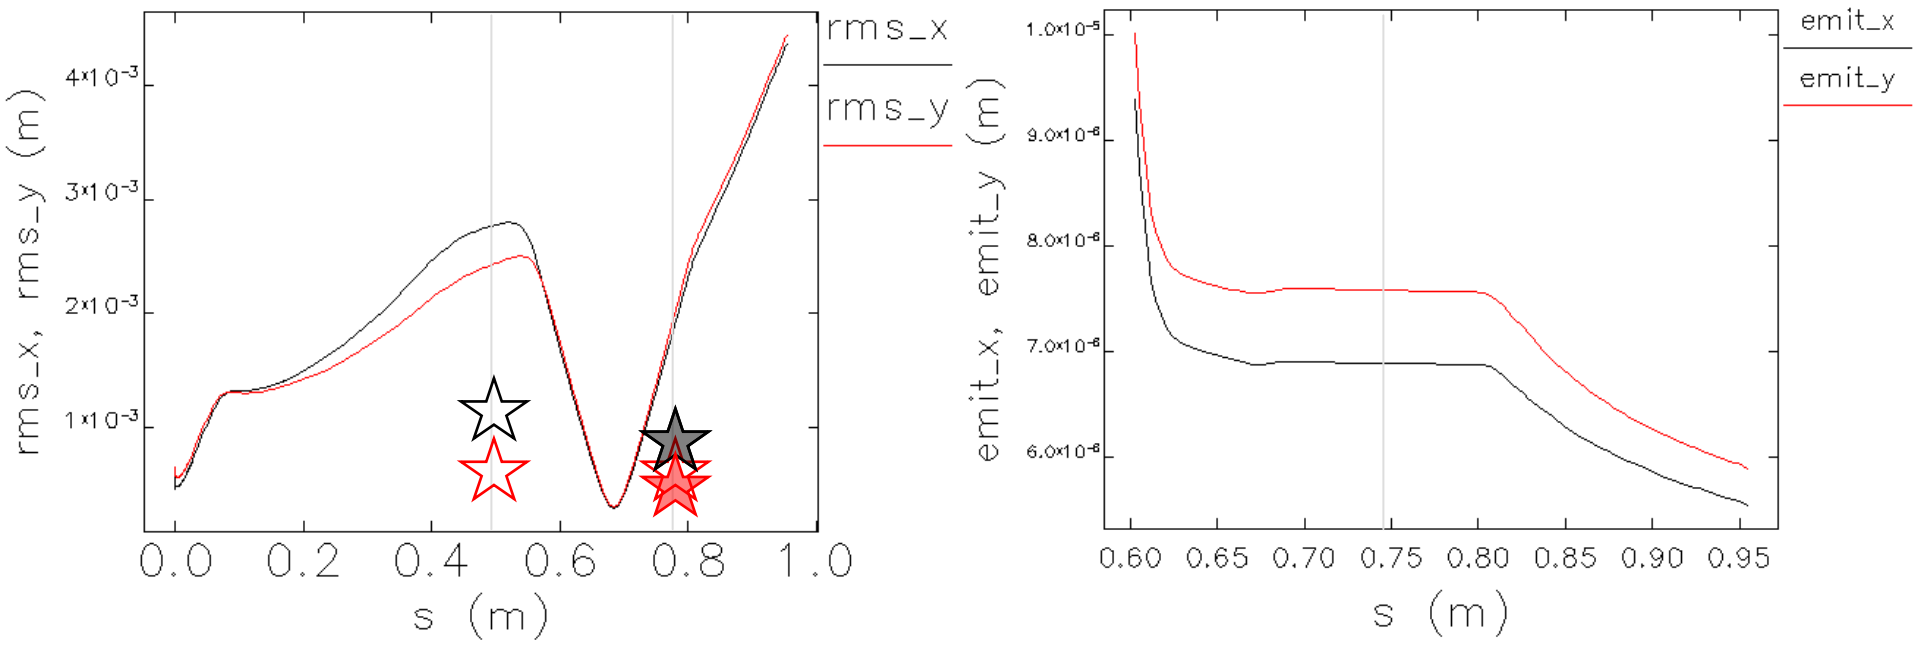 rms_x, rms_y (m)
4×10-3
3×10-3
2×10-3
1×10-3
0.0 0.2 0.4 0.6 0.8 1.0
s (m)
rms_x
rms_y
emit_x, emit_y (m)
1.0×10-5
9.0×10-6
8.0×10-6
7.0×10-6
6.0×10-6
0.60 0.65 0.70 0.75 0.80 0.85 0.90 0.95
s (m)
emit_x
emit_y